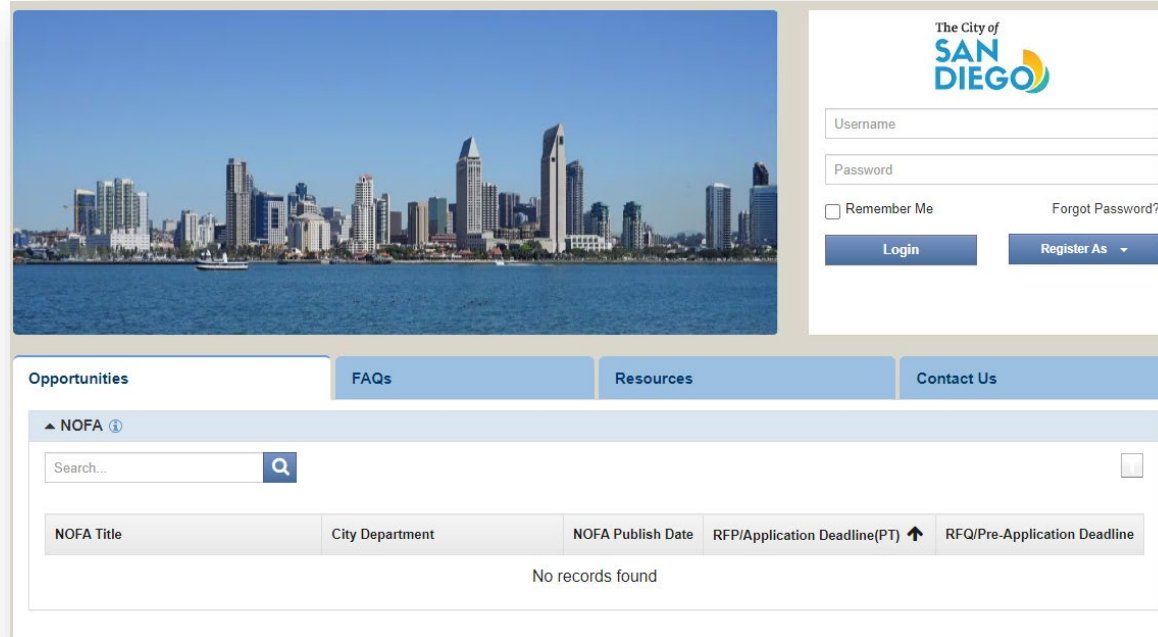 The City of
SAN
DIEGO
Username
Password
Remember Me
Forgot Password?
Login
Register As
Opportunities
FAQs
Resources
Contact Us
NOFA
Search...
NOFA Title
City Department
NOFA Publish Date
RFP/Application Deadline(PT)
RFQ/Pre-Application Deadline
No records found